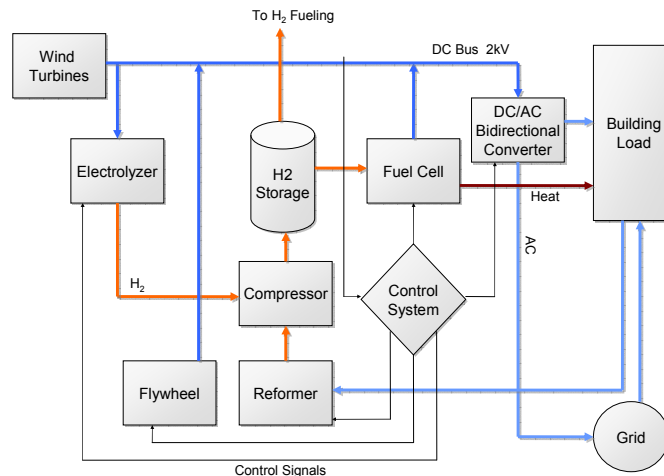 To H2 Fueling
Wind
Turbines
DC Bus 2kV
DC/AC
Bidirectional
Converter
Building
Load
Electrolyzer
H2
Storage
Fuel Cell
Heat
AC
H2
Compressor
Control
System
Flywheel
Reformer
Grid
Control Signals